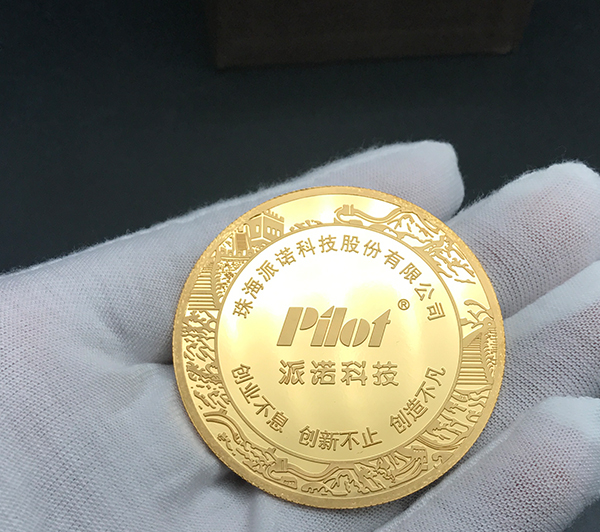 珠海派诺科技股份有限公司
Pilot®
派诺科技
创业不息 创新不止 创造不凡